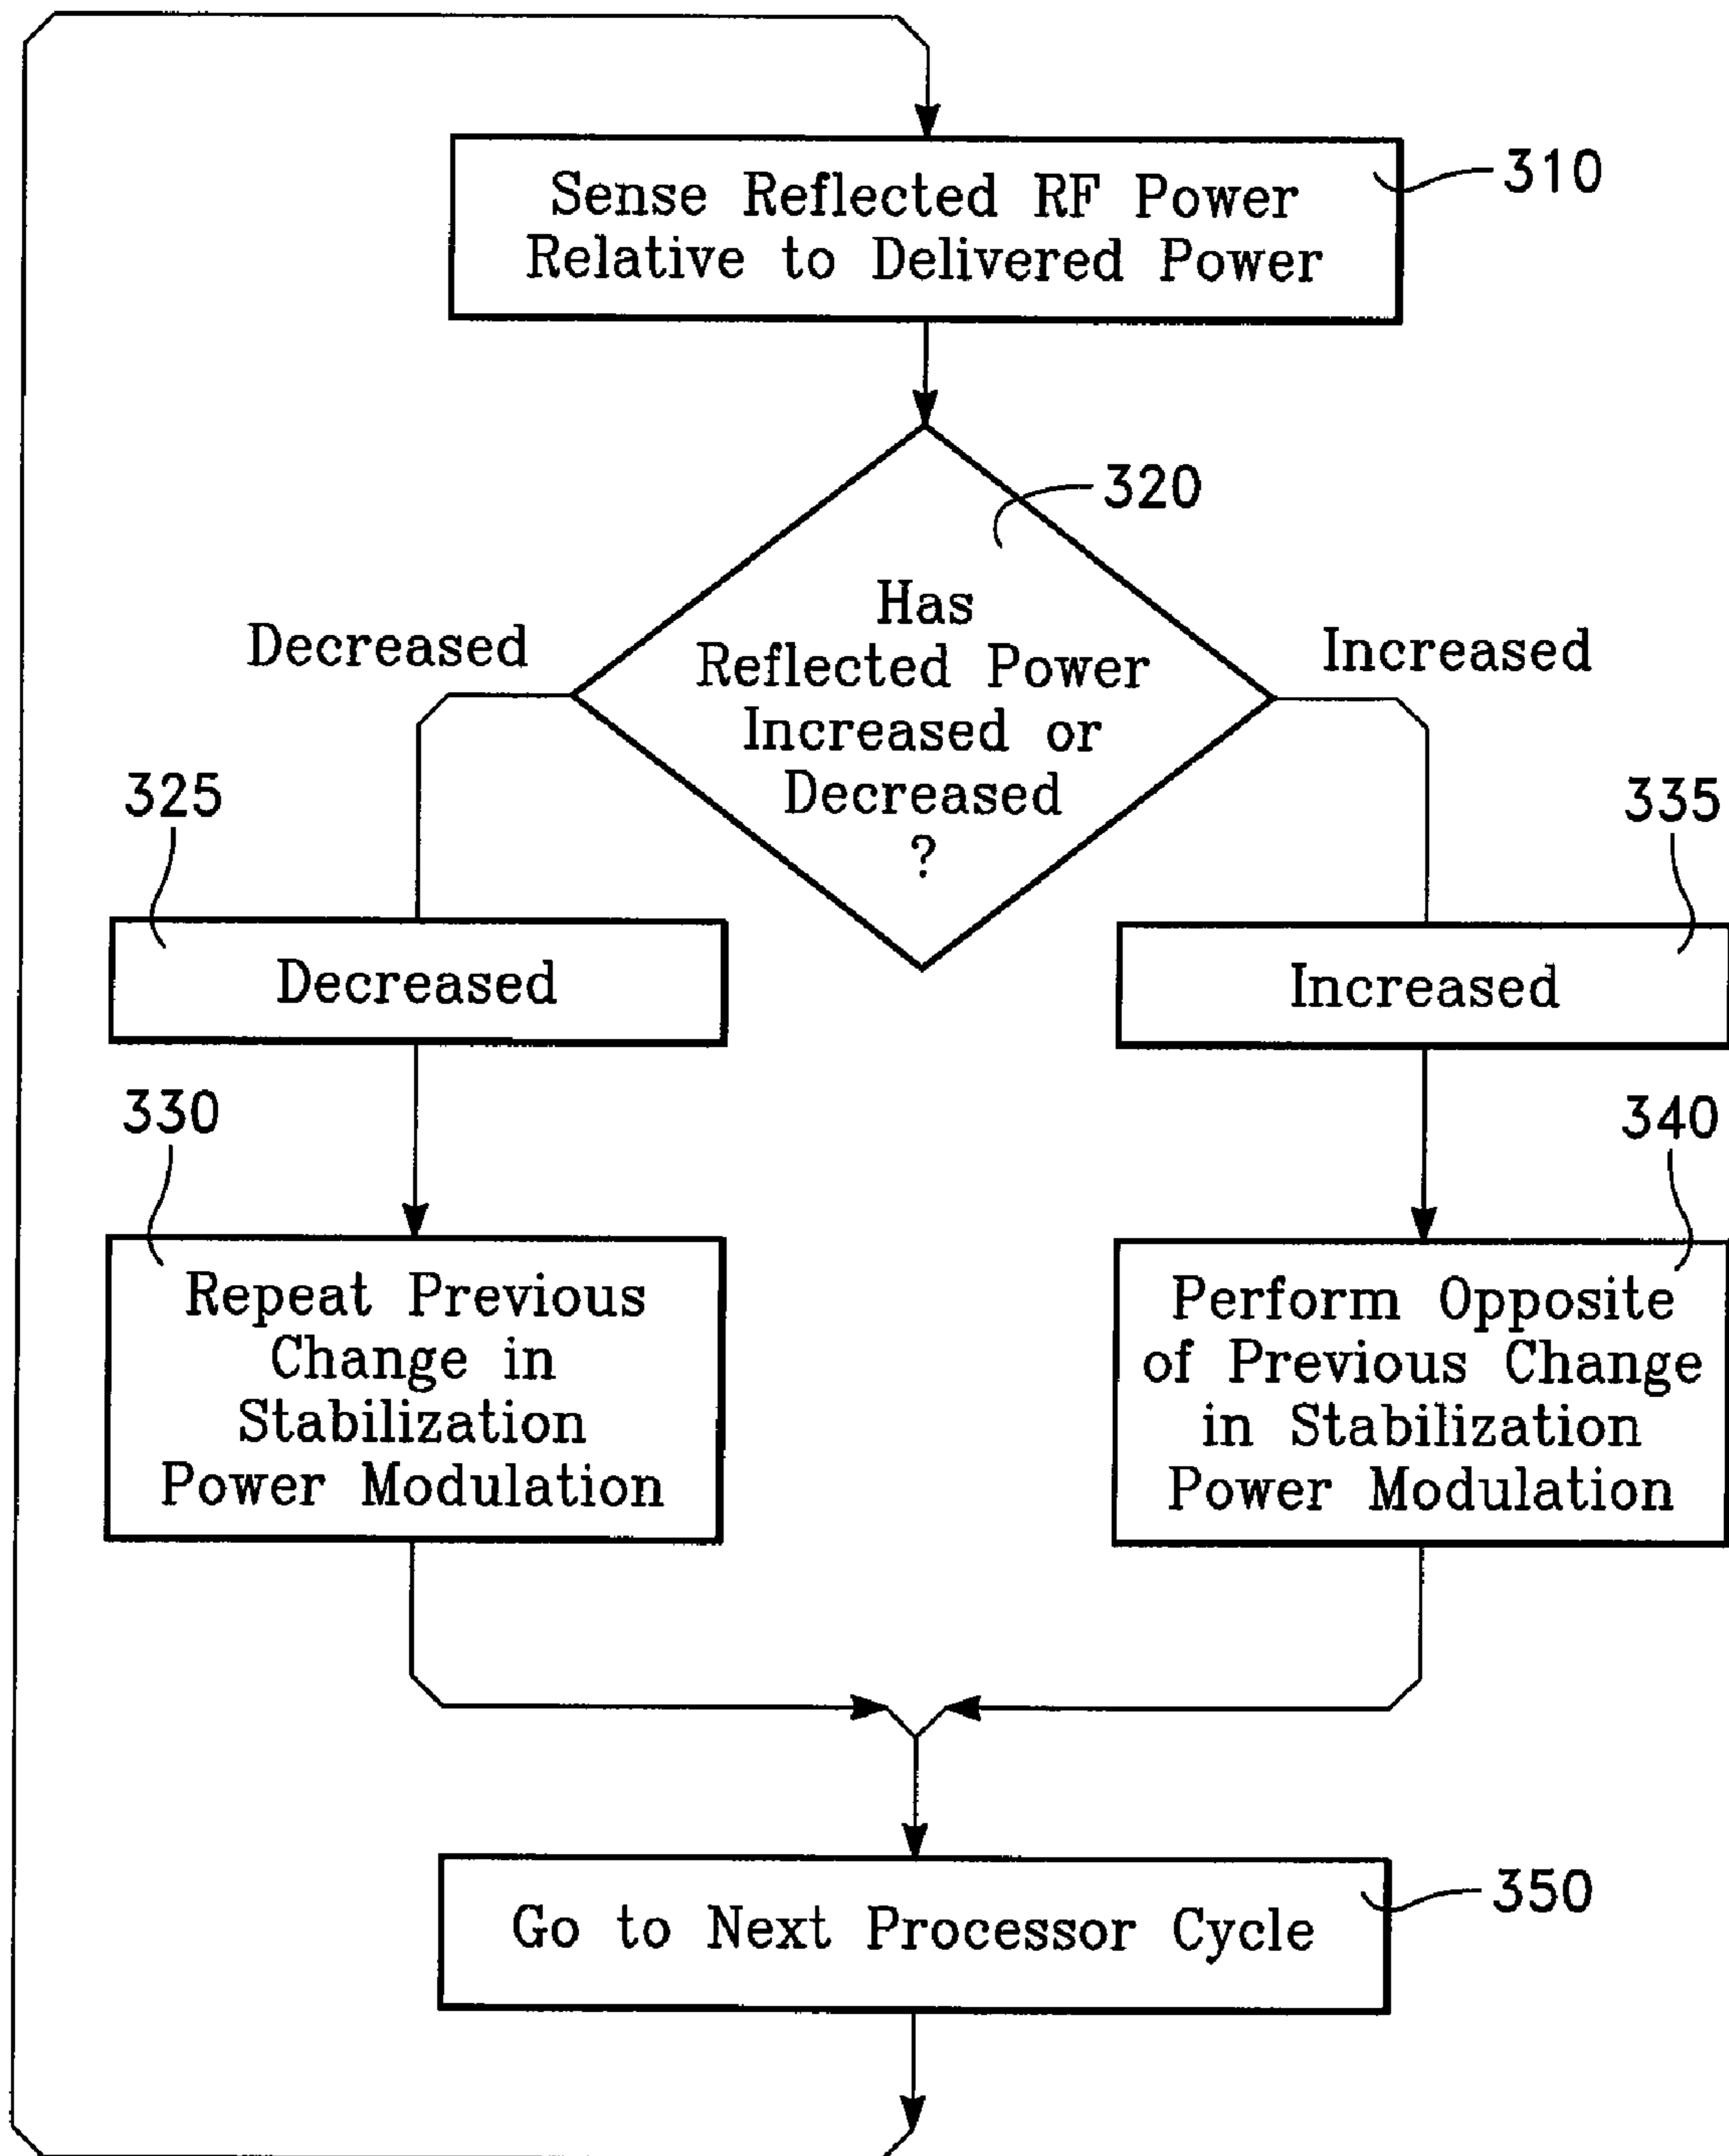 Sense Reflected RF Power
Relative to Delivered Power
310
320
Has
Reflected Power
Increased or
Decreased
?
Decreased
Increased
325
335
Decreased
Increased
330
340
Repeat Previous
Change in
Stabilization
Power Modulation
Perform Opposite
of Previous Change
in Stabilization
Power Modulation
Go to Next Processor Cycle
350